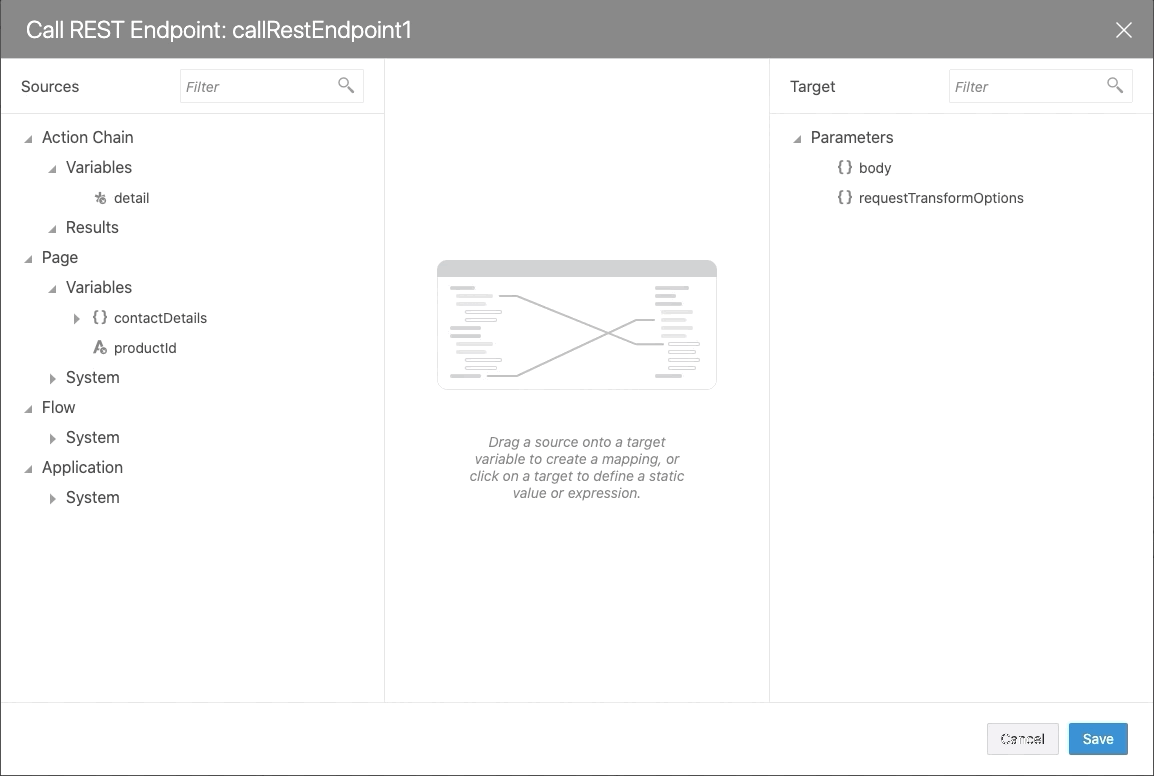 Call REST Endpoint: callRestEndpoint1
Sources
Filter
Target
Filter
Action Chain
Variables
detail
Results
Page
Variables
{} contactDetails
productId
System
Flow
System
Application
System
Drag a source onto a target
variable to create a mapping, or
click on a target to define a static
value or expression.
Parameters
{} body
{} requestTransformOptions
Cancel
Save